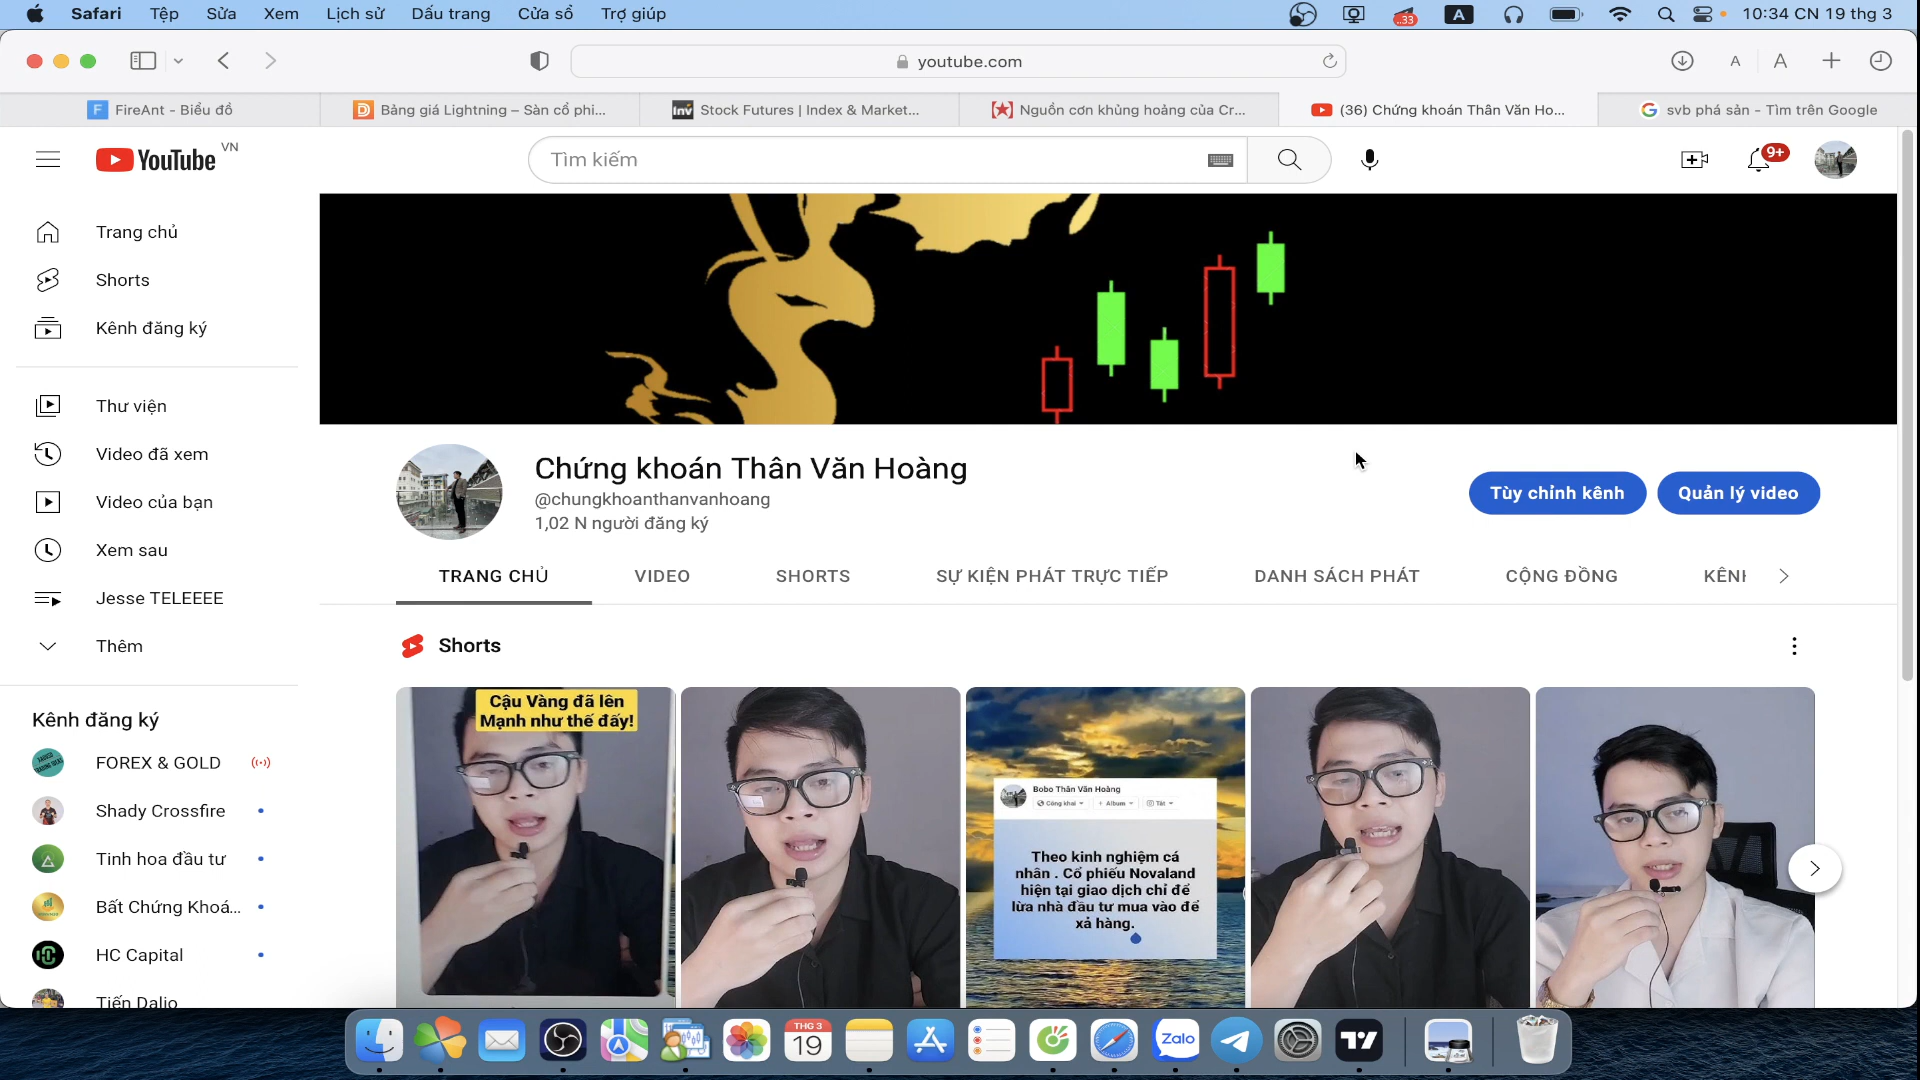 Safari Tệp Sửa Xem Lịch sử Dấu trang Cửa sổ Trợ giúp
..33 A 10:34 CN 19 thg 3
youtube.com
A A
FireAnt - Biểu đồ
Bảng giá Lightning – Sàn cổ phi...
Inv Stock Futures | Index & Market...
Nguồn cơn khủng hoảng của Cr...
(36) Chứng khoán Thân Văn Ho...
svb phá sản - Tìm trên Google
YouTube VN
Tìm kiếm
9+
Trang chủ
Shorts
Kênh đăng ký
Thư viện
Video đã xem
Video của bạn
Xem sau
Jesse TELEEEE
Thêm
Kênh đăng ký
FOREX & GOLD
Shady Crossfire
Tinh hoa đầu tư
Bất Chứng Khoá...
HC Capital
Tiến Dalio
Chứng khoán Thân Văn Hoàng
@chungkhoanthanvanhoang
1,02 N người đăng ký
Tùy chỉnh kênh
Quản lý video
TRANG CHỦ VIDEO SHORTS SỰ KIỆN PHÁT TRỰC TIẾP DANH SÁCH PHÁT CỘNG ĐỒNG KÊNH
Shorts
Cậu Vàng đã lên
Mạnh như thế đấy!
Bobo Thân Văn Hoàng
Công khai + Album Tắt
Theo kinh nghiệm cá
nhân . Cổ phiếu Novaland
hiện tại giao dịch chỉ để
lừa nhà đầu tư mua vào để
xả hàng.
THG 3
19
Zalo